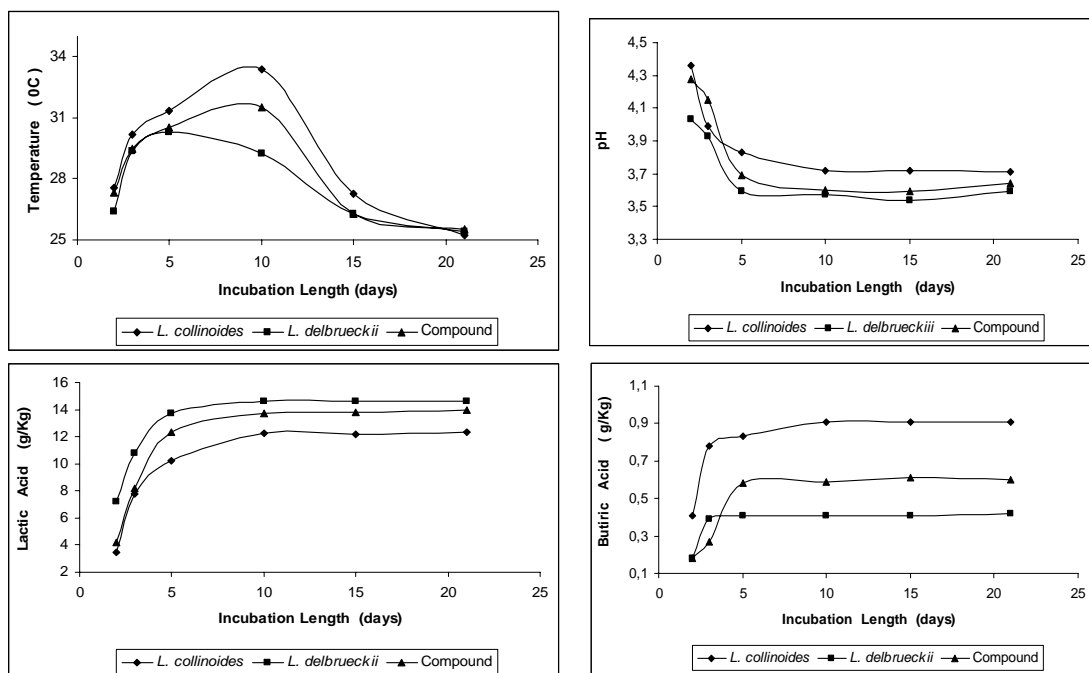 34
31
28
25
Temperature ( 0C )
0 5 10 15 20 25
Incubation Length (days)
L. collinoides L. delbrueckii Compound
4,5
4,3
4,1
3,9
3,7
3,5
3,3
pH
0 5 10 15 20 25
Incubation Length (days)
L. collinoides L. delbrueckiii Compound
16
14
12
10
8
6
4
2
Lactic Acid (g/Kg)
0 5 10 15 20 25
Incubation Length (days)
L. collinoides L. delbrueckii Compound
1,1
0,9
0,7
0,5
0,3
0,1
Butiric Acid ( g/Kg)
0 5 10 15 20 25
Incubation Length (days)
L. collinoides L. delbrueckii Compound